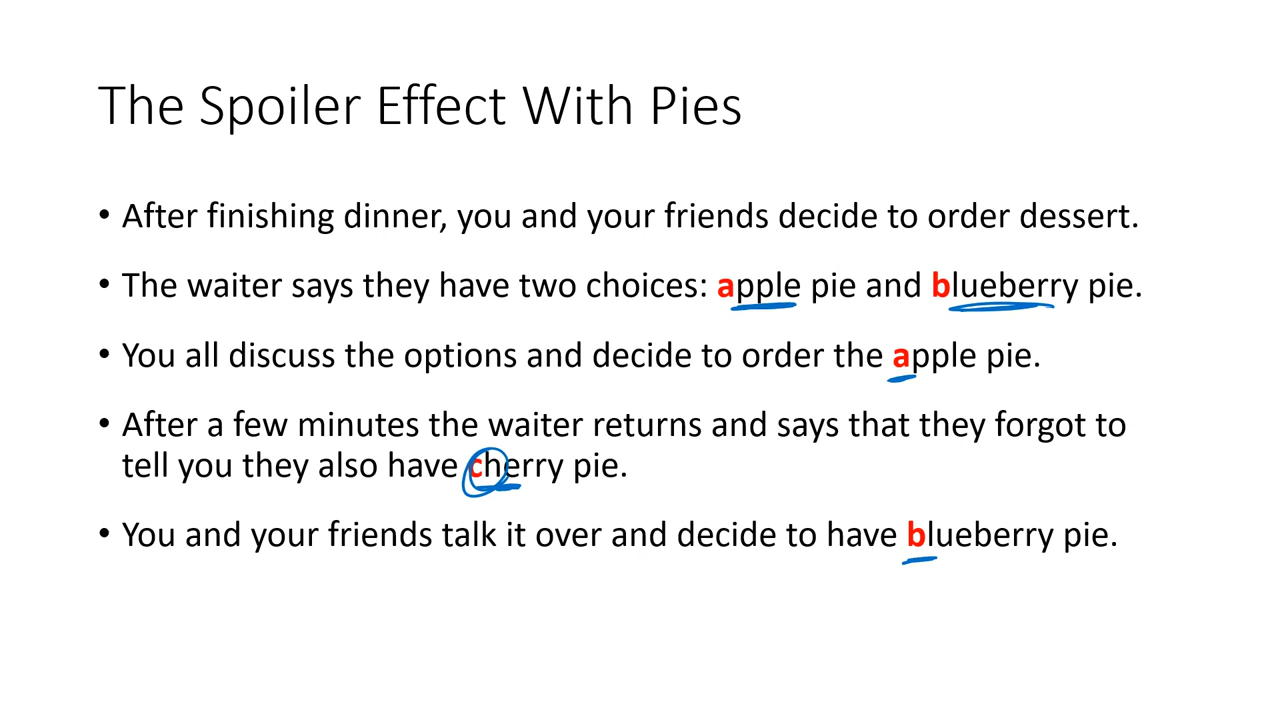 The Spoiler Effect With Pies
• After finishing dinner, you and your friends decide to order dessert.
• The waiter says they have two choices: apple pie and blueberry pie.
• You all discuss the options and decide to order the apple pie.
• After a few minutes the waiter returns and says that they forgot to
tell you they also have cherry pie.
• You and your friends talk it over and decide to have blueberry pie.